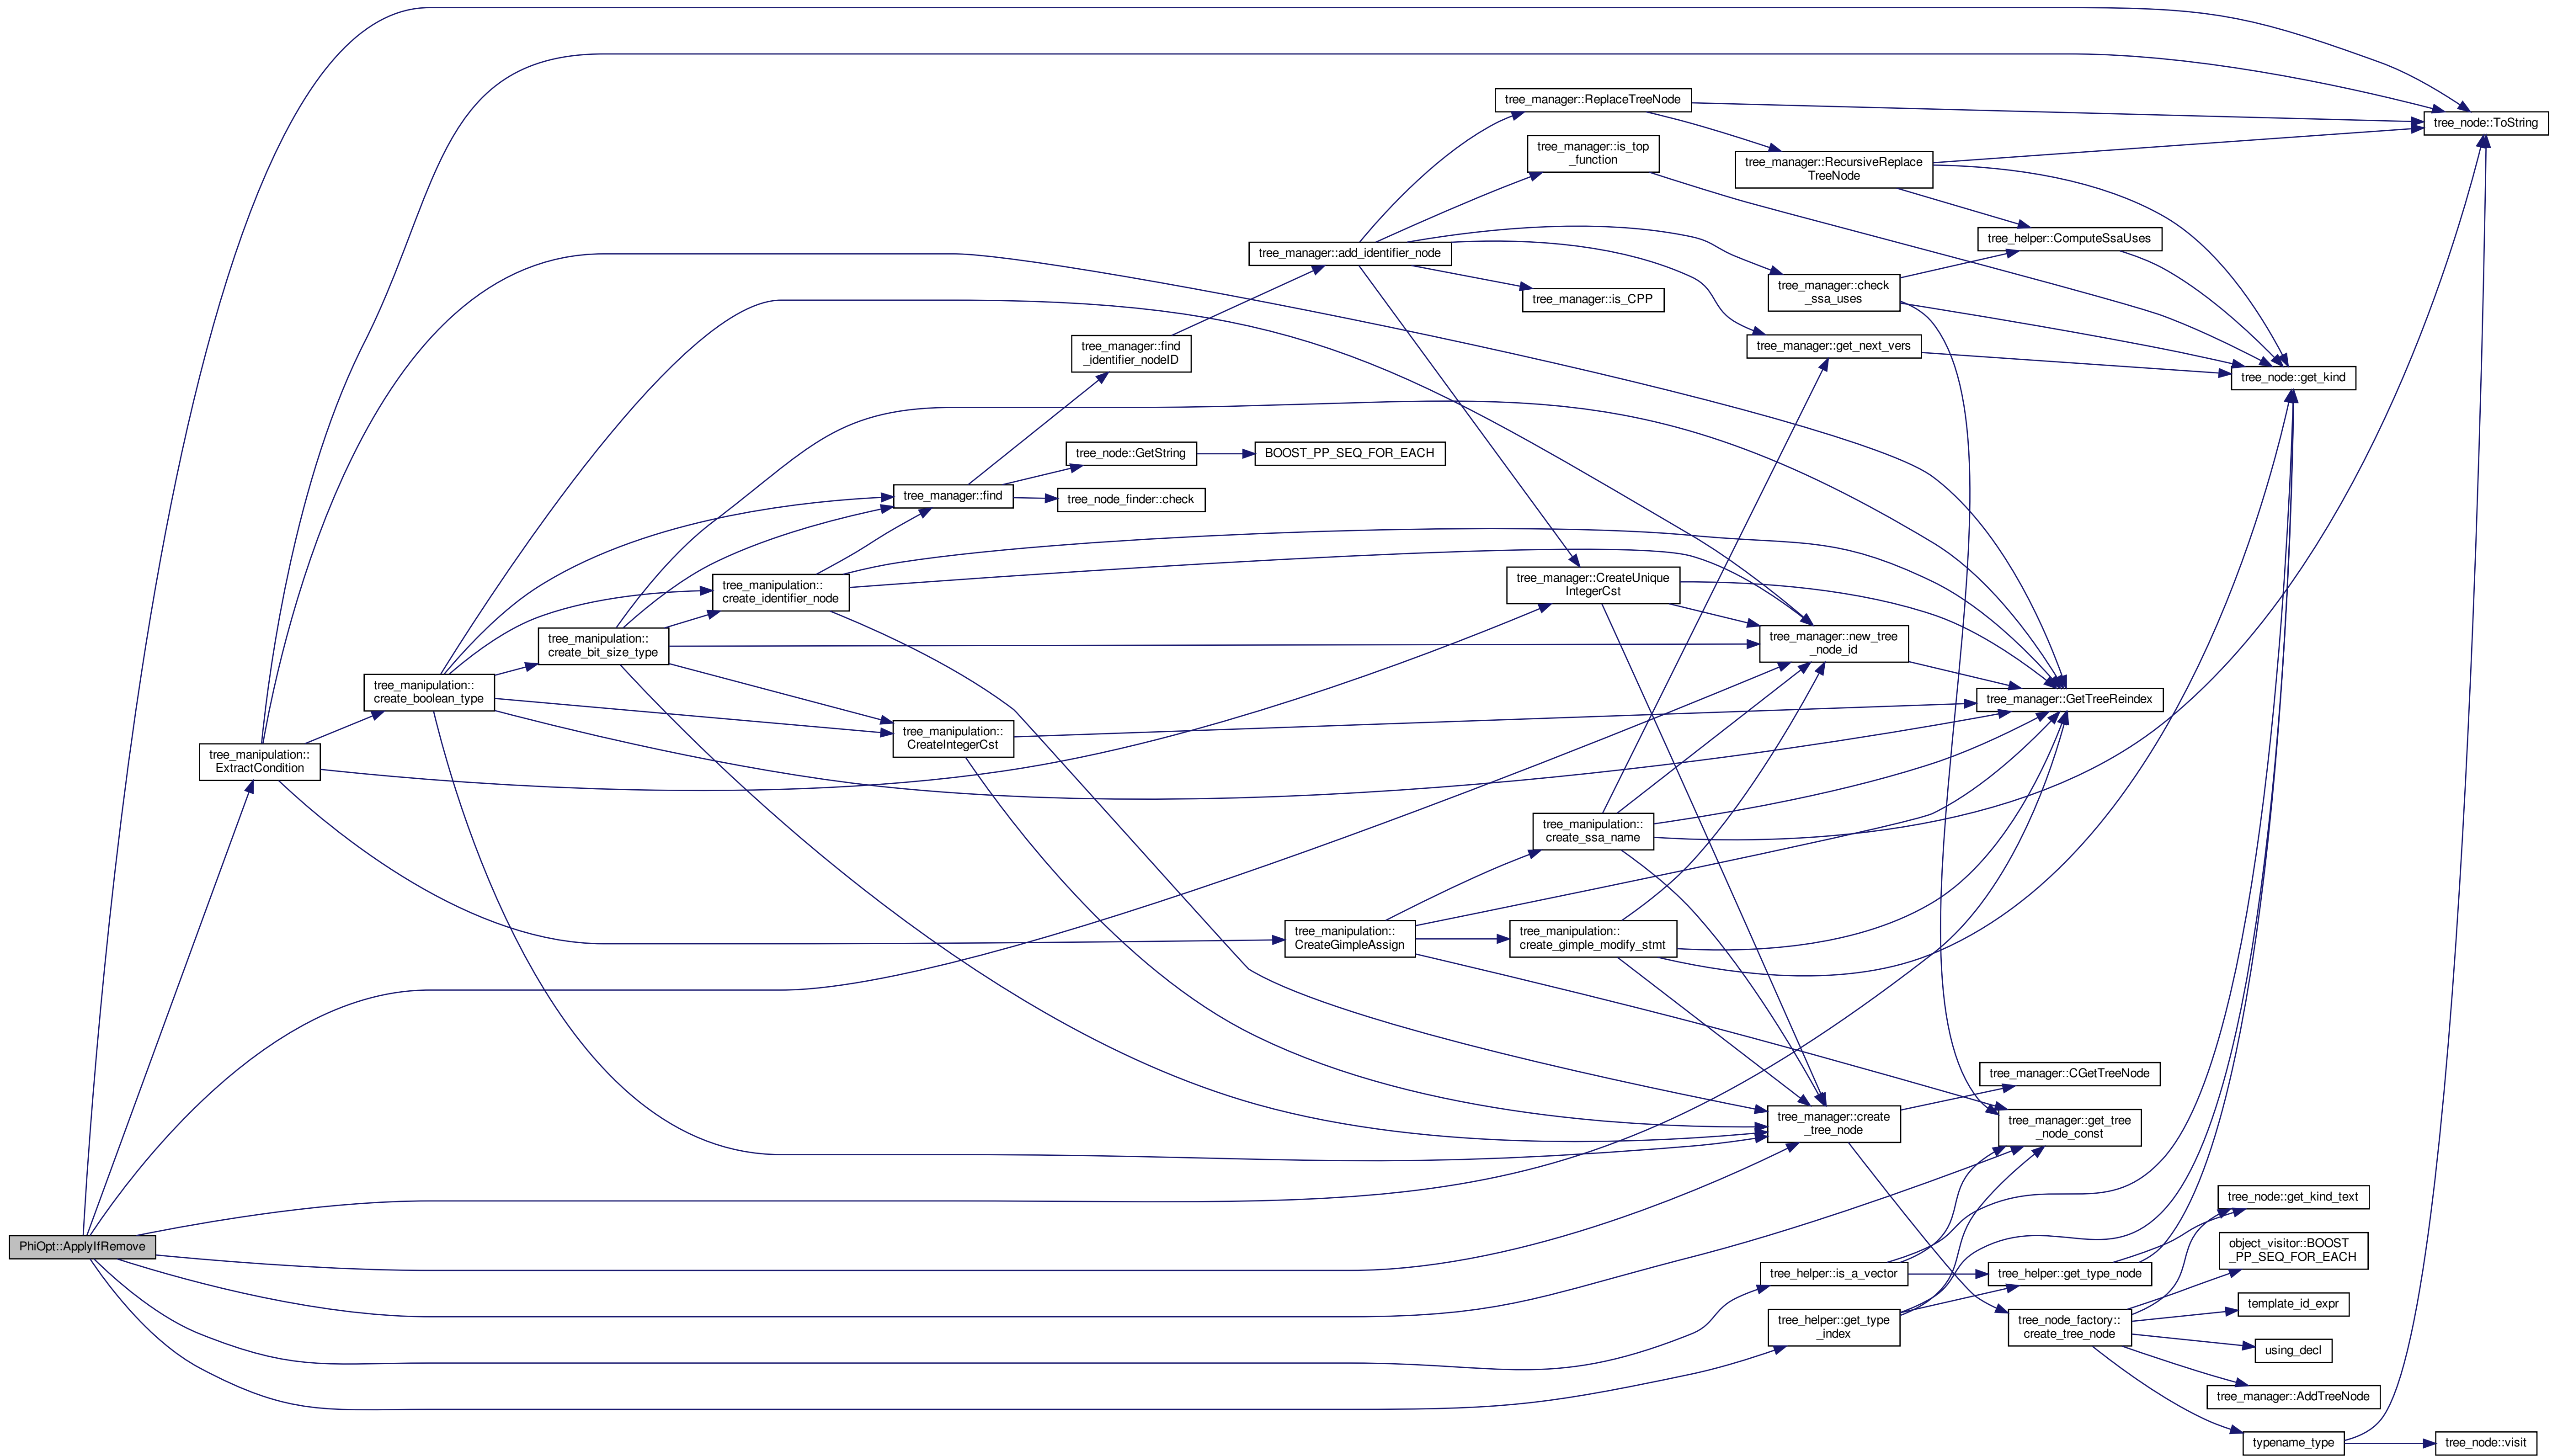 tree_manager::ReplaceTreeNode
tree_node::ToString
tree_manager::is_top
_function
tree_manager::RecursiveReplace
TreeNode
tree_helper::ComputeSsaUses
tree_manager::add_identifier_node
tree_manager::check
_ssa_uses
tree_manager::is_CPP
tree_manager::find
_identifier_nodeID
tree_manager::get_next_vers
tree_node::get_kind
tree_node::GetString
BOOST_PP_SEQ_FOR_EACH
tree_manager::find
tree_node_finder::check
tree_manipulation::
create_identifier_node
tree_manager::CreateUnique
IntegerCst
tree_manipulation::
create_bit_size_type
tree_manager::new_tree
_node_id
tree_manipulation::
create_boolean_type
tree_manager::GetTreeReindex
tree_manipulation::
CreateIntegerCst
tree_manipulation::
ExtractCondition
tree_manipulation::
create_ssa_name
tree_manipulation::
CreateGimpleAssign
tree_manipulation::
create_gimple_modify_stmt
tree_manager::CGetTreeNode
tree_manager::create
_tree_node
tree_manager::get_tree
_node_const
tree_node::get_kind_text
PhiOpt::ApplyIfRemove
object_visitor::BOOST
_PP_SEQ_FOR_EACH
tree_helper::is_a_vector
tree_helper::get_type_node
template_id_expr
tree_helper::get_type
_index
tree_node_factory::
create_tree_node
using_decl
tree_manager::AddTreeNode
typename_type
tree_node::visit